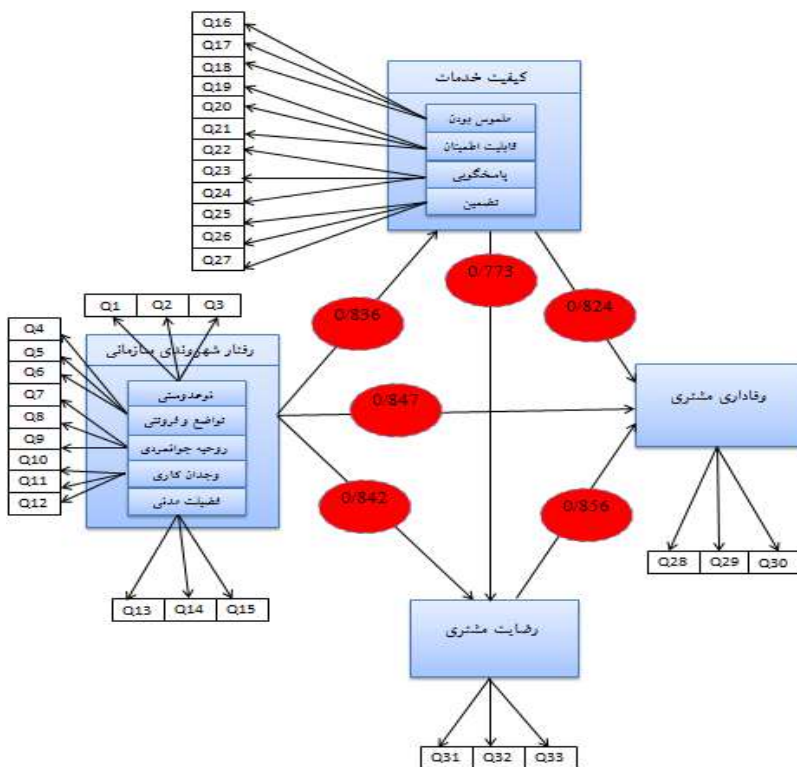 Q16
Q17
Q18
Q19
Q20
Q21
Q22
Q23
Q24
Q25
Q26
Q27
کیفیت خدمات
ملموس بودن
قابلیت اطمینان
پاسخگویی
تضمین
0/836
0/773
0/824
Q1
Q2
Q3
Q4
Q5
Q6
Q7
Q8
Q9
Q10
Q11
Q12
رفتار شهروندی سازمانی
نوعدوستی
تواضع و فروتنی
روحیه جوانمردی
وجدان کاری
فضیلت مدنی
0/847
وفاداری مشتری
0/842
0/856
Q13
Q14
Q15
Q28
Q29
Q30
رضایت مشتری
Q31
Q32
Q33